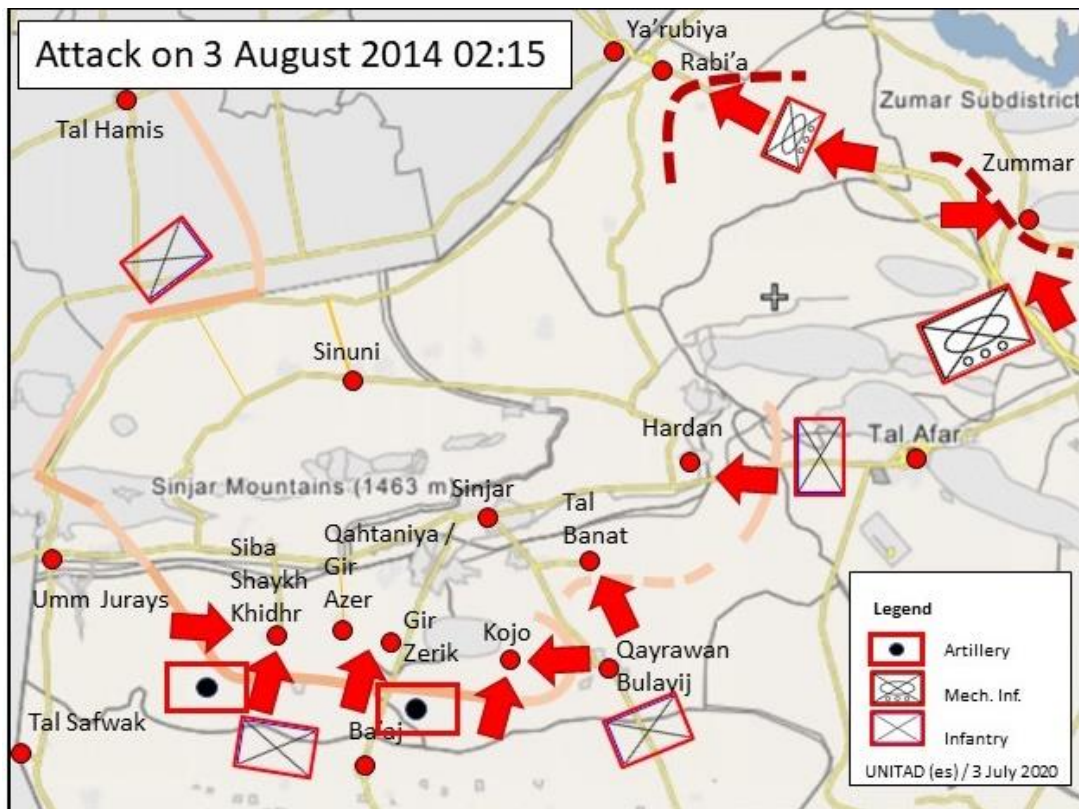 Attack on 3 August 2014 02:15
Ya'rubiya
Rabi'a
Tal Hamis
Zumar Subdistrict
Zummar
Sinuni
Hardan
Tal Afar
Sinjar Mountains (1463 m)
Sinjar
Tal
Banat
Qahtaniya /
Gir
Azer
Siba
Shaykh
Khidhr
Umm Jurays
Gir
Zerik
Kojo
Qayrawan
Bulayij
Tal Safwak
Ba'aj
Legend
Artillery
Mech. Inf.
Infantry
UNITAD (es) / 3 July 2020